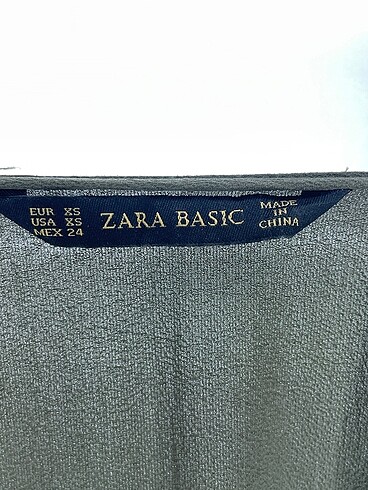 EUR XS
USA XS
MEX 24
ZARA BASIC
MADE
IN
CHINA